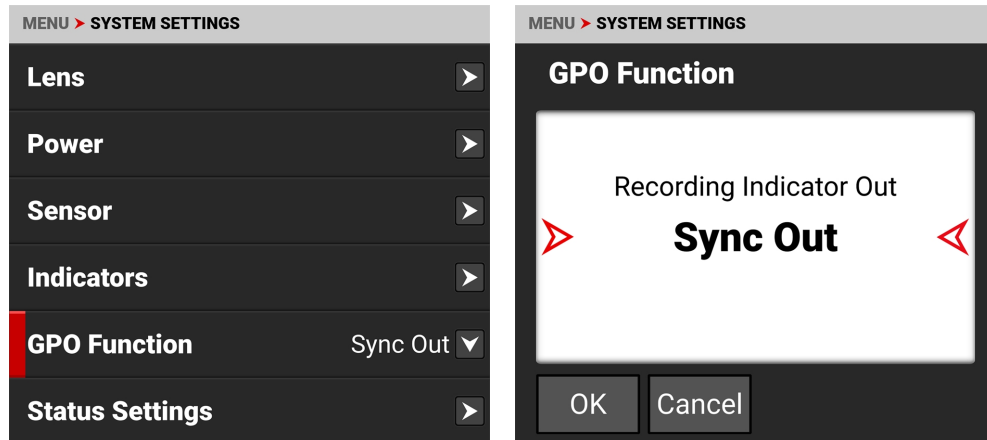 MENU ➤ SYSTEM SETTINGS
Lens
Power
Sensor
Indicators
GPO Function Sync Out
Status Settings
MENU ➤ SYSTEM SETTINGS
GPO Function
Recording Indicator Out
Sync Out
OK Cancel